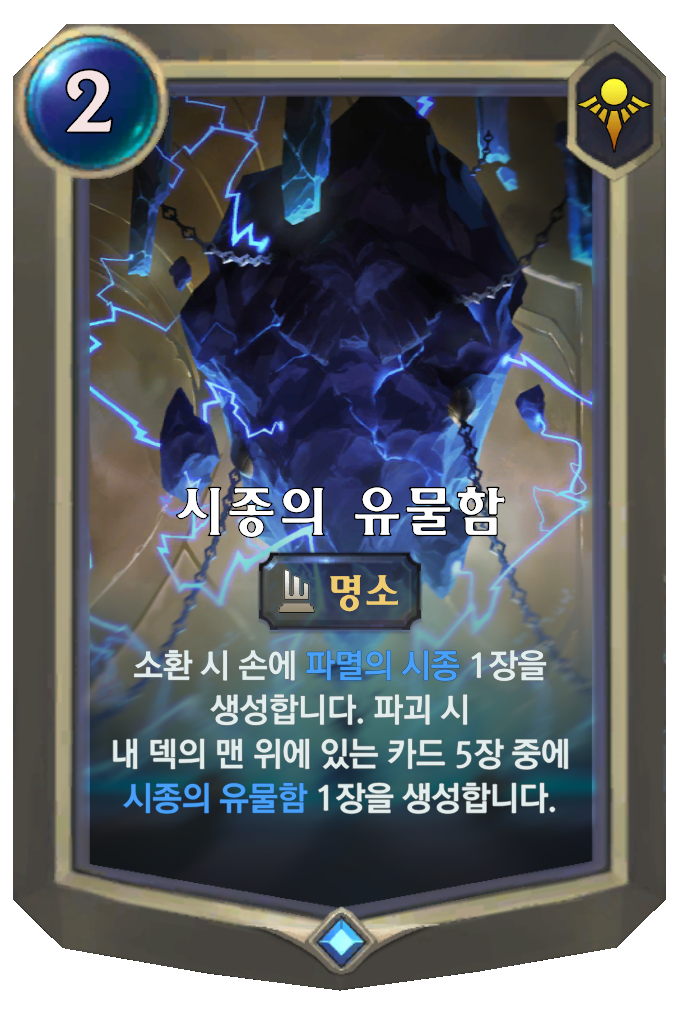 2
시종의 유물함
명소
소환 시 손에 파멸의 시종 1장을
생성합니다. 파괴 시
내 덱의 맨 위에 있는 카드 5장 중에
시종의 유물함 1장을 생성합니다.